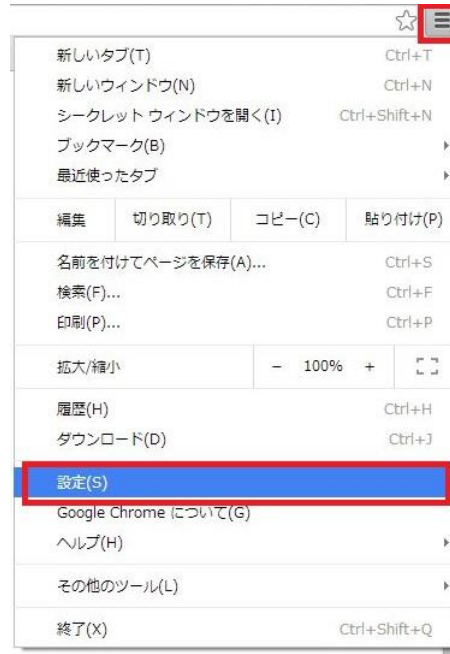 新しいタブ(T) Ctrl+T
新しいウィンドウ(N) Ctrl+N
シークレット ウィンドウを開く(I) Ctrl+Shift+N
ブックマーク(B)
最近使ったタブ
編集 切り取り(T) コピー(C) 貼り付け(P)
名前を付けてページを保存(A)... Ctrl+S
検索(F)... Ctrl+F
印刷(P)... Ctrl+P
拡大/縮小 − 100% +
履歴(H) Ctrl+H
ダウンロード(D) Ctrl+J
設定(S)
Google Chrome について(G)
ヘルプ(H)
その他のツール(L)
終了(X) Ctrl+Shift+Q